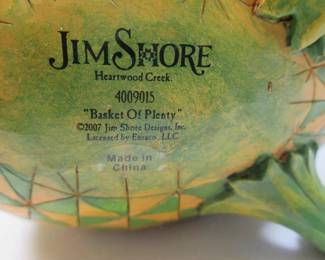 JIM SHORE
Heartwood Creek.
4009015
"Basket Of Plenty"
©2007 Jim Shore Designs, Inc.
Licensed by Enesco, LLC
Made in
China